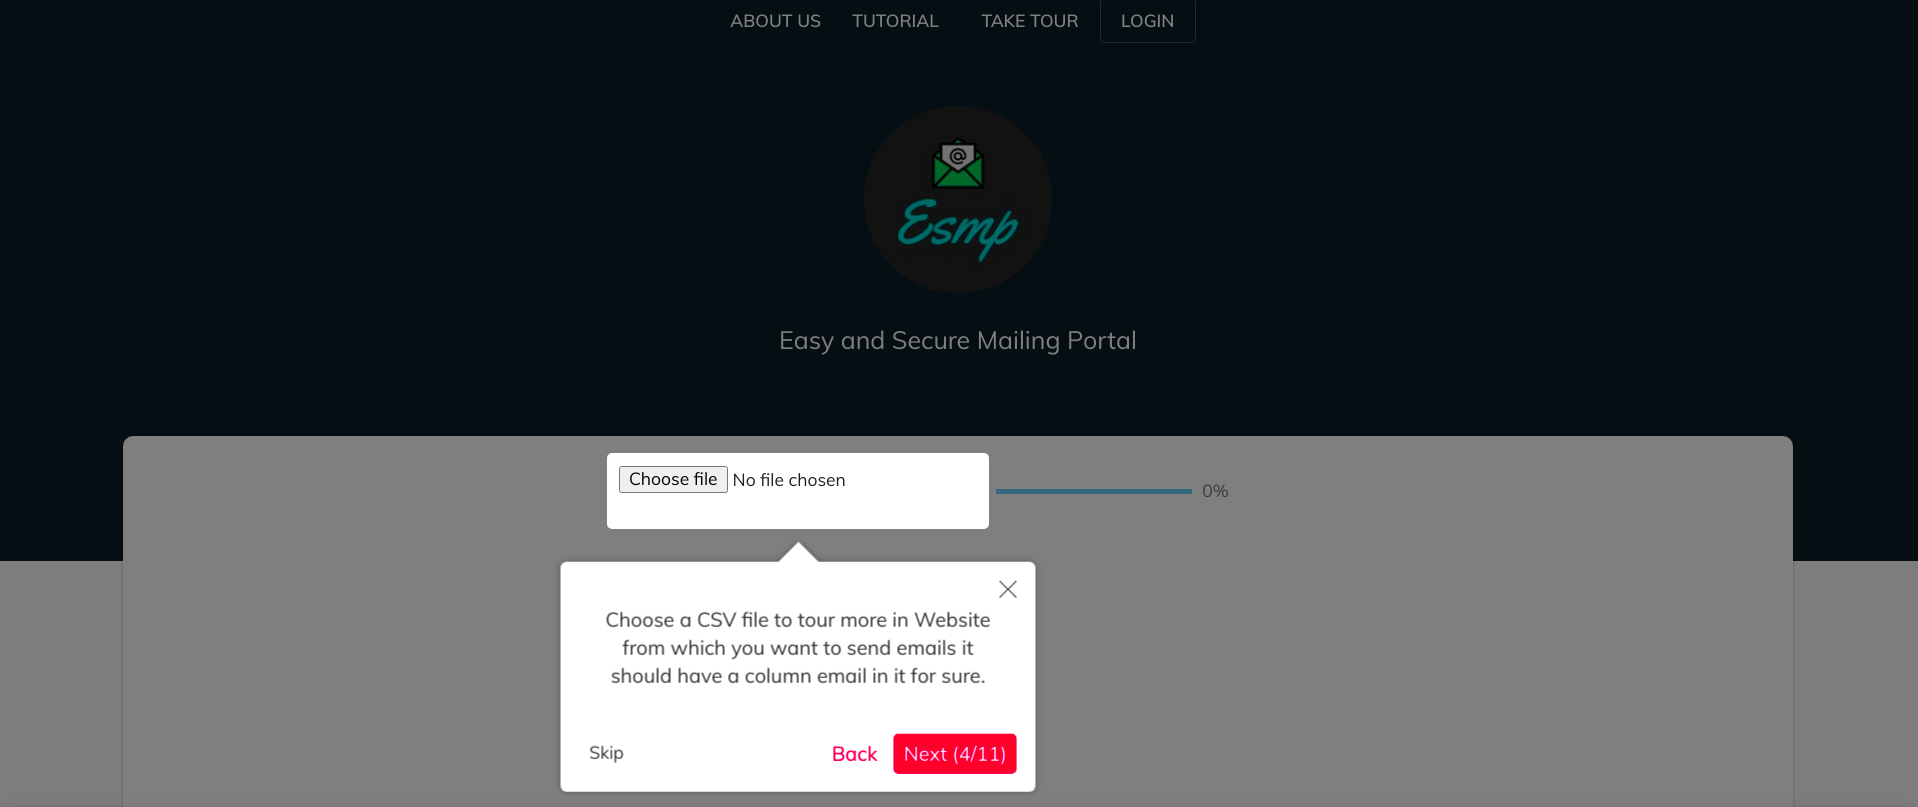 ABOUT US TUTORIAL TAKE TOUR LOGIN
@
Esmp
Easy and Secure Mailing Portal
Choose file No file chosen
0%
Choose a CSV file to tour more in Website
from which you want to send emails it
should have a column email in it for sure.
Skip Back Next (4/11)